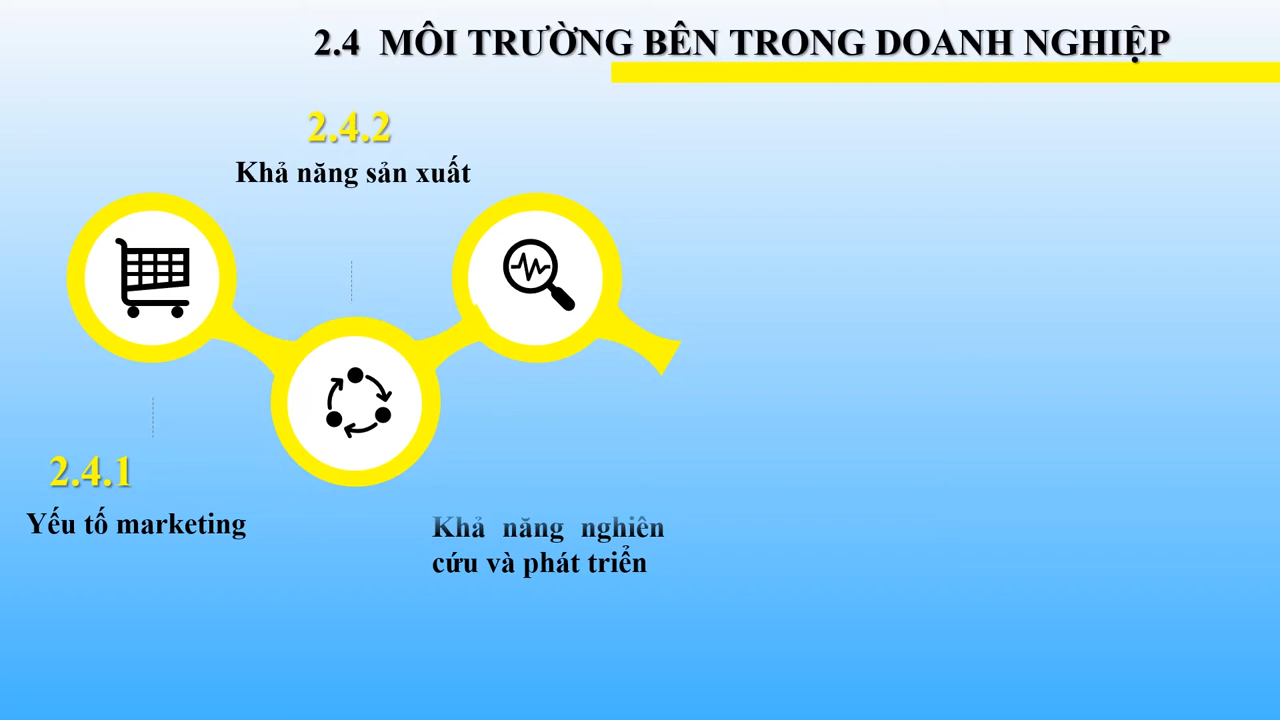 2.4 MÔI TRƯỜNG BÊN TRONG DOANH NGHIỆP
2.4.2
Khả năng sản xuất
2.4.1
Yếu tố marketing
Khả năng nghiên
cứu và phát triển